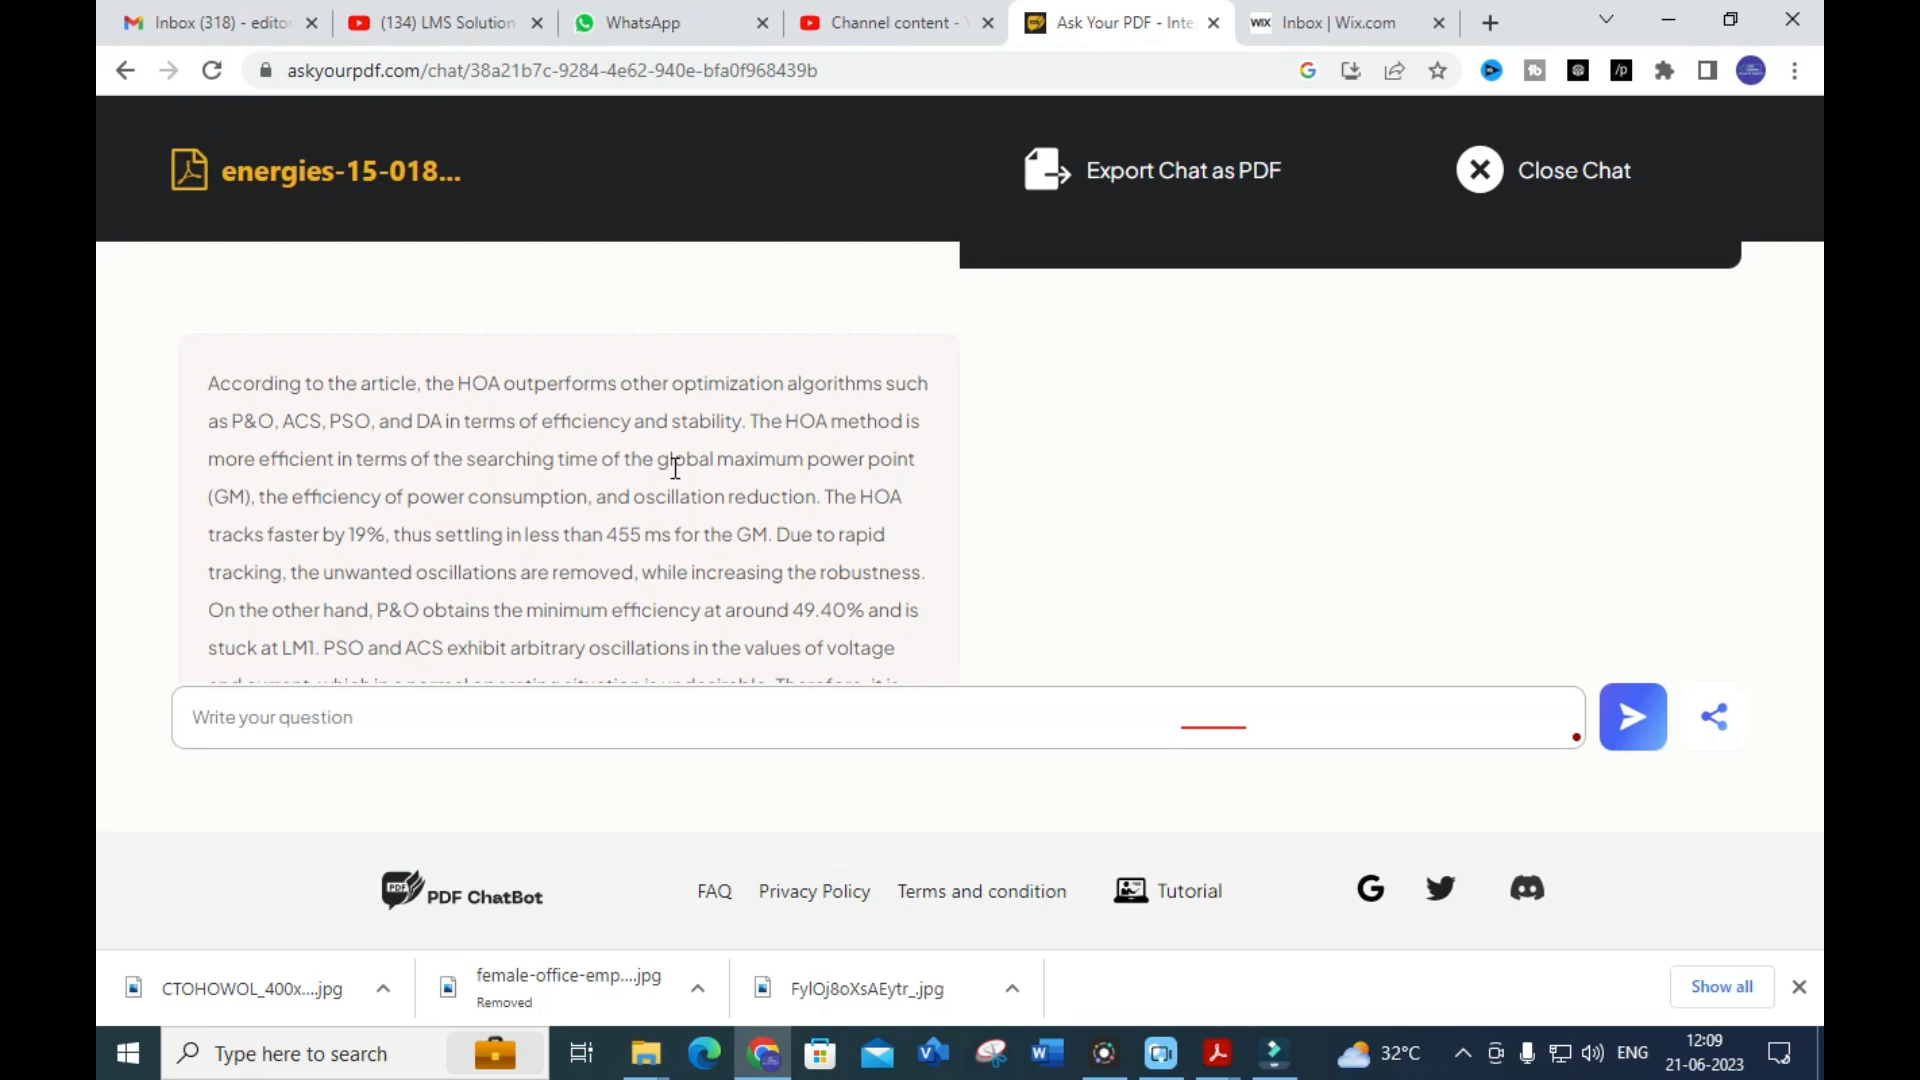 Inbox (318) - editor
(134) LMS Solution
WhatsApp
Channel content - Y
Ask Your PDF - Inte
WIX Inbox | Wix.com
askyourpdf.com/chat/38a21b7c-9284-4e62-940e-bfa0f968439b
energies-15-018...
Export Chat as PDF
Close Chat
According to the article, the HOA outperforms other optimization algorithms such
as P&O, ACS, PSO, and DA in terms of efficiency and stability. The HOA method is
more efficient in terms of the searching time of the global maximum power point
(GM), the efficiency of power consumption, and oscillation reduction. The HOA
tracks faster by 19%, thus settling in less than 455 ms for the GM. Due to rapid
tracking, the unwanted oscillations are removed, while increasing the robustness.
On the other hand, P&O obtains the minimum efficiency at around 49.40% and is
stuck at LM1. PSO and ACS exhibit arbitrary oscillations in the values of voltage
Write your question
PDF ChatBot
FAQ
Privacy Policy
Terms and condition
Tutorial
CTOHOWOL_400x....jpg
female-office-emp....jpg
Removed
FylOj8oXsAEytr_.jpg
Show all
Type here to search
32°C
ENG
12:09
21-06-2023